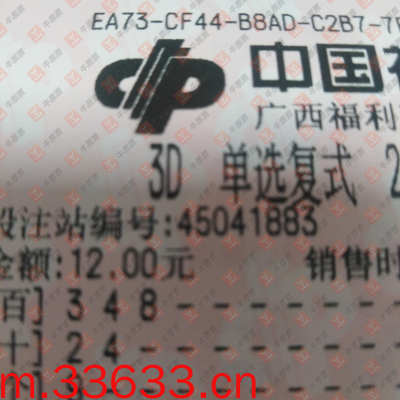 EA73-CF44-B8AD-C2B7-7
中国
广西福利
3D 单选复式 2
投注站编号:45041883
金额:12.00元 销售时
百] 3 4 8 - - - - - - -
十] 2 4 - - - - - - - -
m.33633.cn